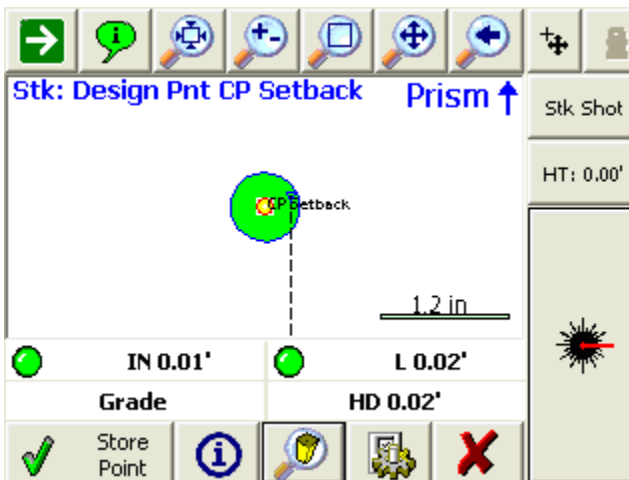 Stk: Design Pnt CP Setback
Prism
Stk Shot
HT: 0.00'
CP Setback
1.2 in
IN 0.01'
L 0.02'
Grade
HD 0.02'
Store
Point